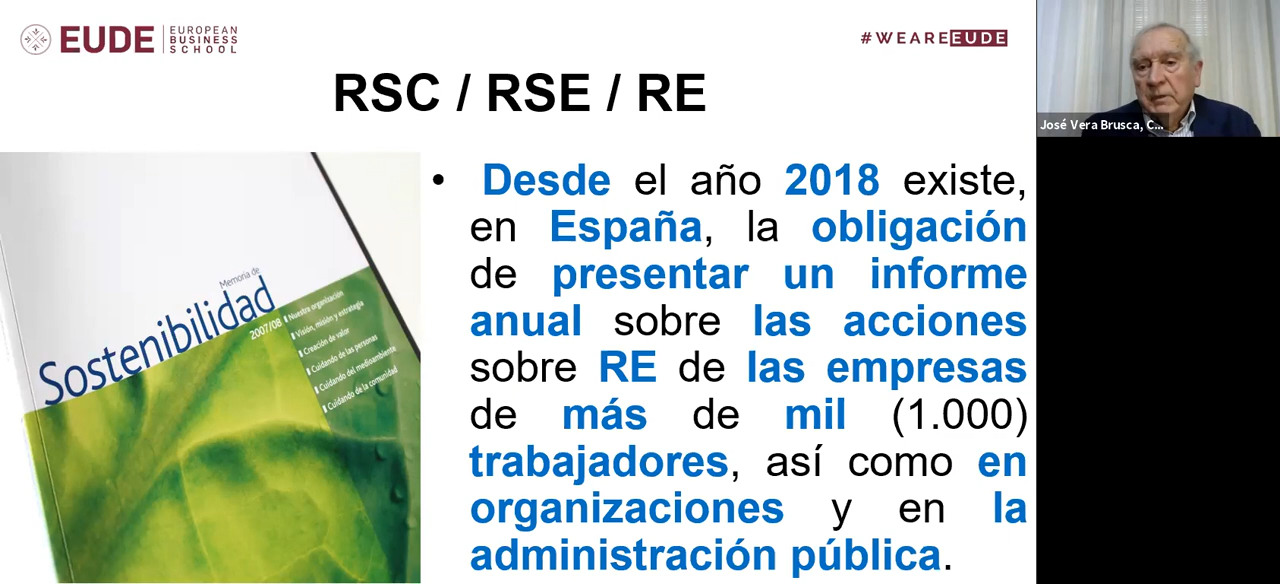 EUDE
EUROPEAN
BUSINESS
SCHOOL
#WEAREEUDE
RSC / RSE / RE
José Vera Brusca, C...
Memoria de
Sostenibilidad
2007/08
Nuestra organización
Visión, misión y estrategia
Creación de valor
Cuidando de las personas
Cuidando del medioambiente
Cuidando de la comunidad
• Desde el año 2018 existe,
en España, la obligación
de presentar un informe
anual sobre las acciones
sobre RE de las empresas
de más de mil (1.000)
trabajadores, así como en
organizaciones y en la
administración pública.